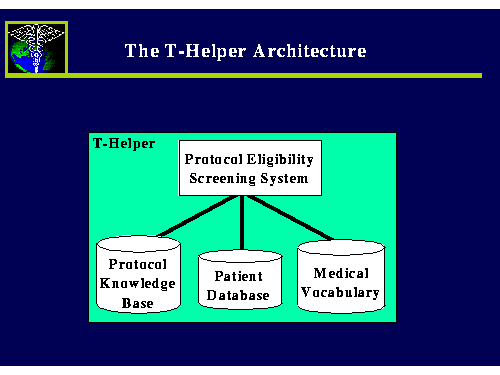 The T-Helper Architecture
T-Helper
Protocol Eligibility
Screening System
Protocol
Knowledge
Base
Patient
Database
Medical
Vocabulary